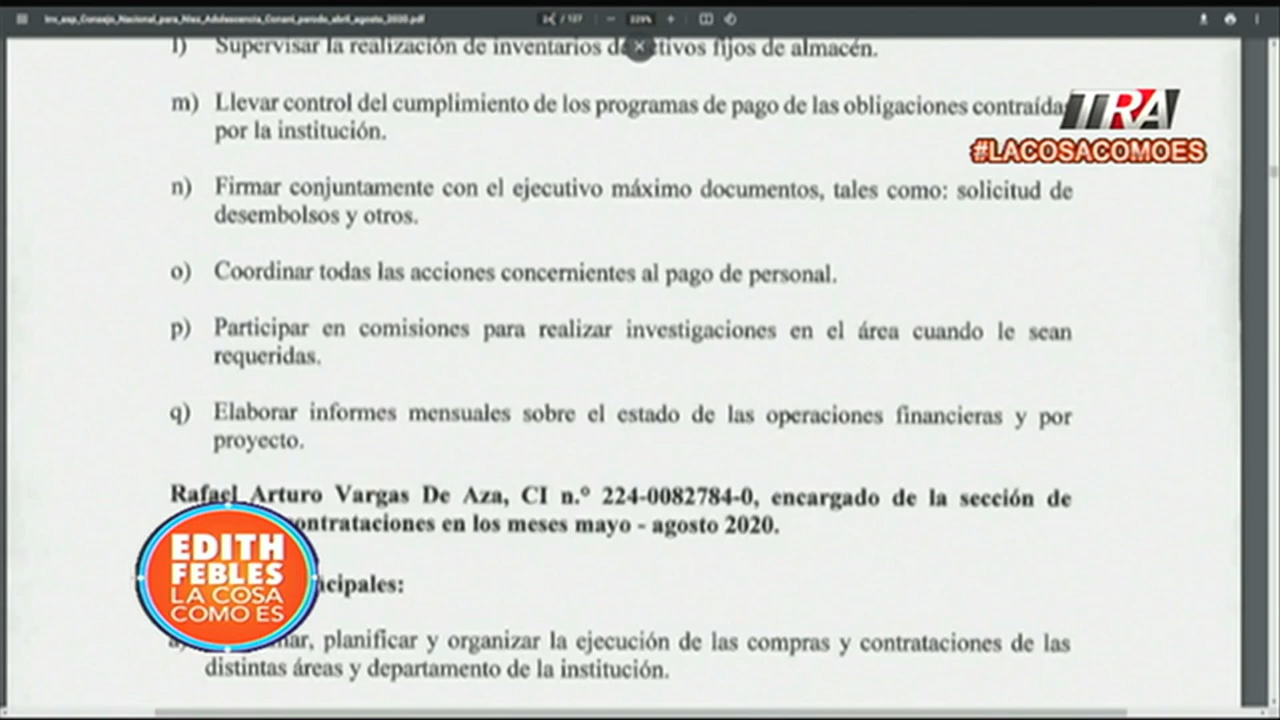 Inv_esp_Consejo_Nacional_para_Niez_Adolescencia_Conani_periodo_abril_agosto_2020.pdf
/ 137
l) Supervisar la realización de inventarios de activos fijos de almacén.
TRA
m) Llevar control del cumplimiento de los programas de pago de las obligaciones contraídas
por la institución.
#LACOSACOMOES
n) Firmar conjuntamente con el ejecutivo máximo documentos, tales como: solicitud de
desembolsos y otros.
o) Coordinar todas las acciones concernientes al pago de personal.
p) Participar en comisiones para realizar investigaciones en el área cuando le sean
requeridas.
q) Elaborar informes mensuales sobre el estado de las operaciones financieras y por
proyecto.
Rafael Arturo Vargas De Aza, CI n.º 224-0082784-0, encargado de la sección de
ontrataciones en los meses mayo - agosto 2020.
EDITH
FEBLES
LA COSA
COMO ES
cipales:
nar, planificar y organizar la ejecución de las compras y contrataciones de las
distintas áreas y departamento de la institución.